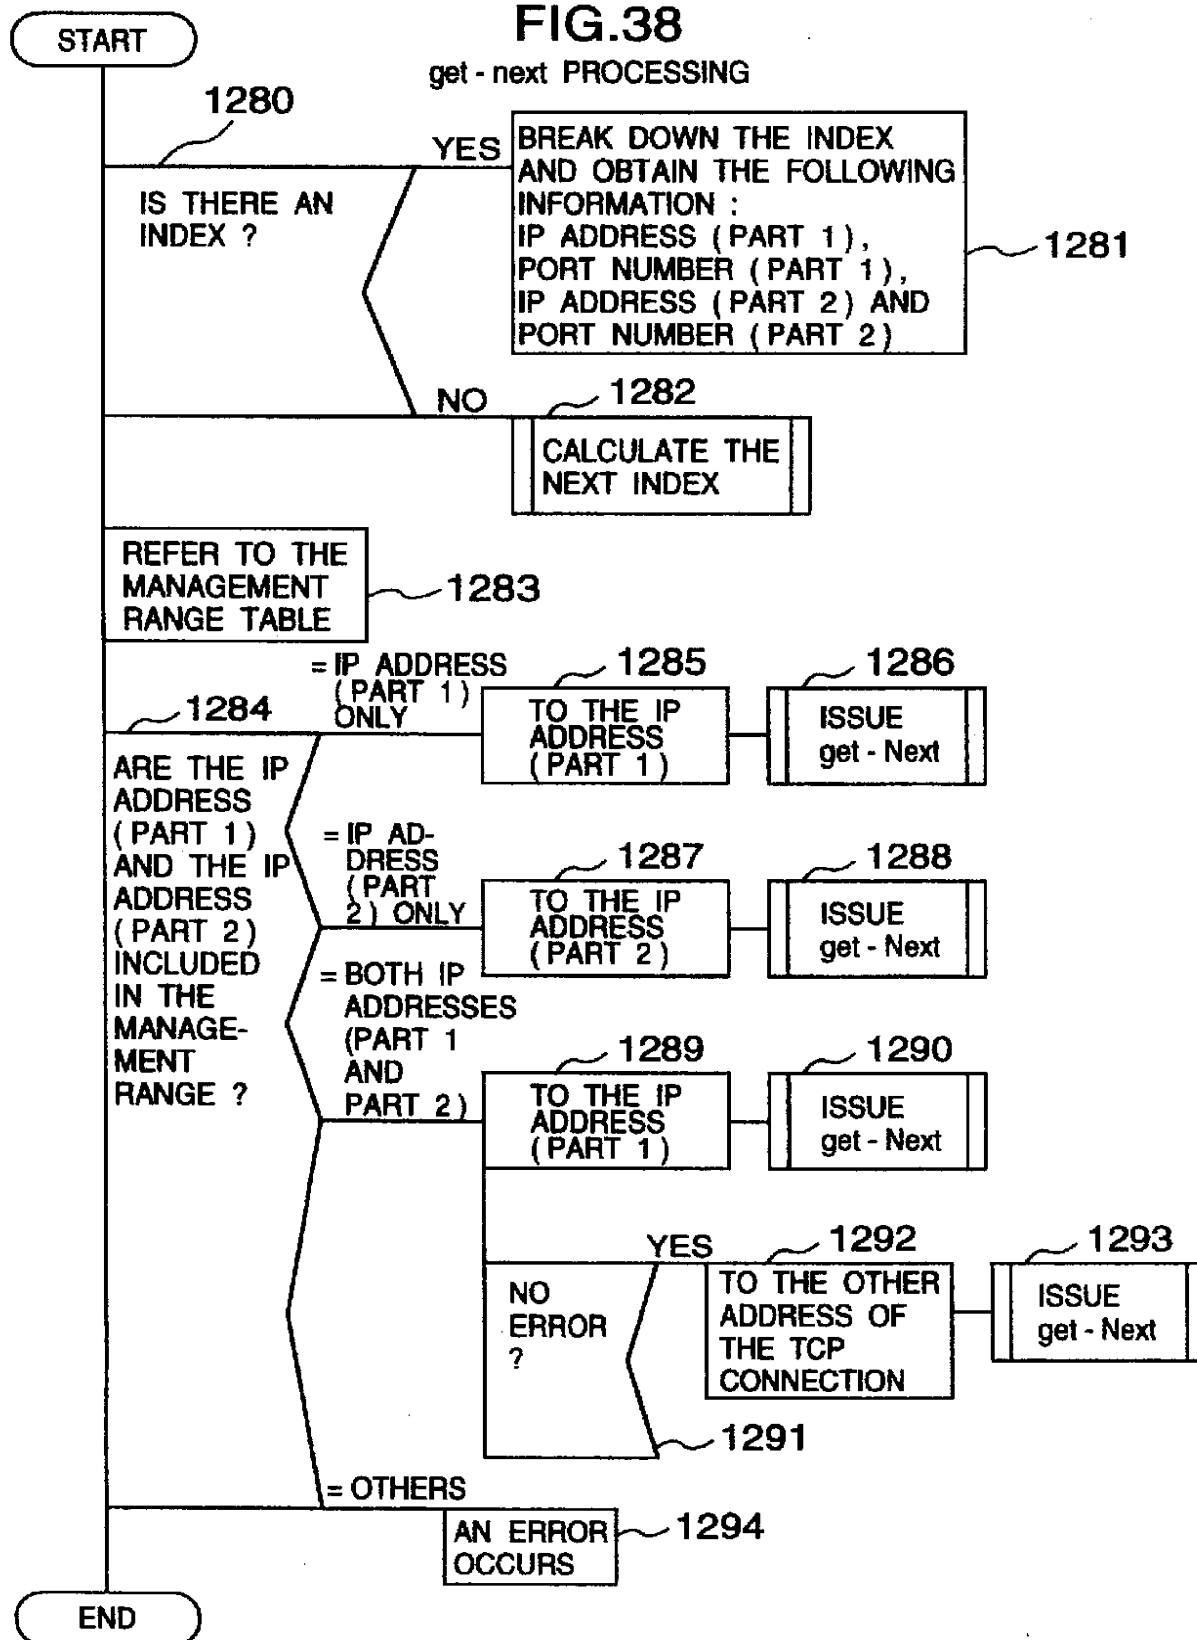 FIG.38
get - next PROCESSING
START
1280
IS THERE AN
INDEX ?
YES
BREAK DOWN THE INDEX
AND OBTAIN THE FOLLOWING
INFORMATION :
IP ADDRESS ( PART 1 ) ,
PORT NUMBER ( PART 1 ) ,
IP ADDRESS ( PART 2 ) AND
PORT NUMBER ( PART 2 )
1281
NO
1282
CALCULATE THE
NEXT INDEX
REFER TO THE
MANAGEMENT
RANGE TABLE
1283
1284
ARE THE IP
ADDRESS
( PART 1 )
AND THE IP
ADDRESS
( PART 2 )
INCLUDED
IN THE
MANAGE-
MENT
RANGE ?
= IP ADDRESS
( PART 1 )
ONLY
1285
TO THE IP
ADDRESS
( PART 1 )
1286
ISSUE
get - Next
= IP AD-
DRESS
( PART
2 ) ONLY
1287
TO THE IP
ADDRESS
( PART 2 )
1288
ISSUE
get - Next
= BOTH IP
ADDRESSES
(PART 1
AND
PART 2 )
1289
TO THE IP
ADDRESS
( PART 1 )
1290
ISSUE
get - Next
NO
ERROR
?
1291
YES
1292
TO THE OTHER
ADDRESS OF
THE TCP
CONNECTION
1293
ISSUE
get - Next
= OTHERS
AN ERROR
OCCURS
1294
END